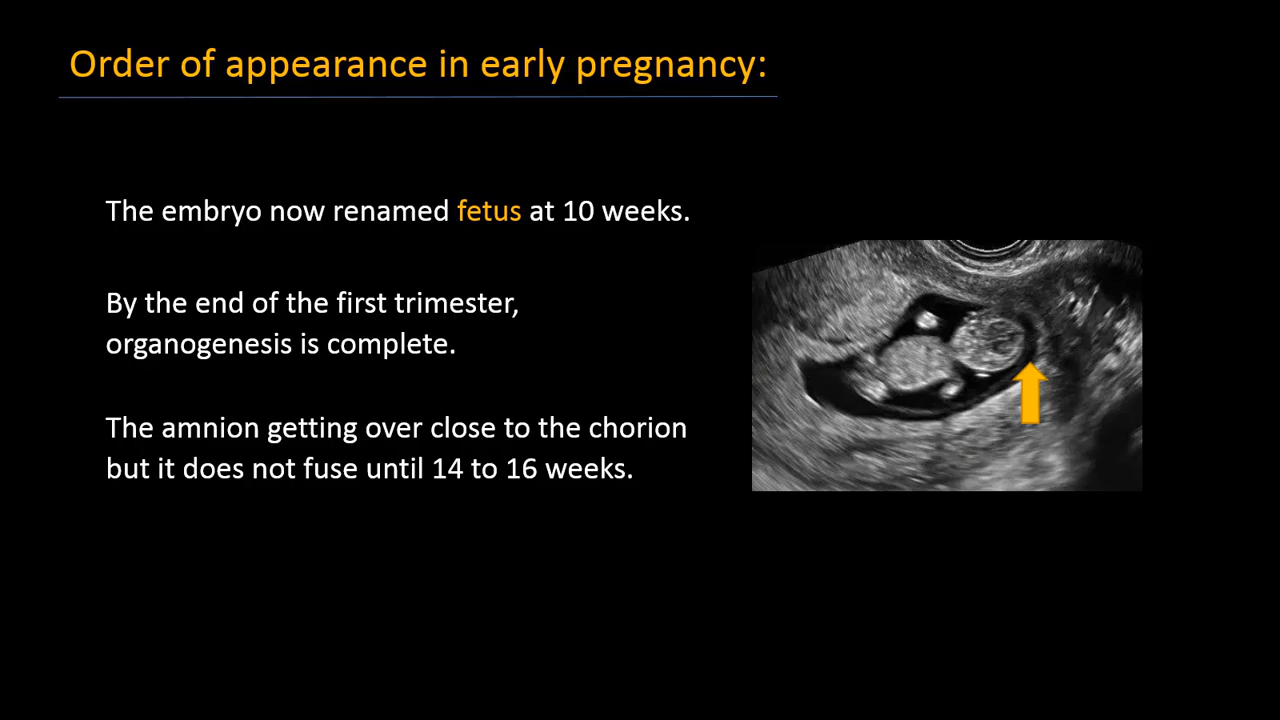 Order of appearance in early pregnancy:
The embryo now renamed fetus at 10 weeks.
By the end of the first trimester,
organogenesis is complete.
The amnion getting over close to the chorion
but it does not fuse until 14 to 16 weeks.